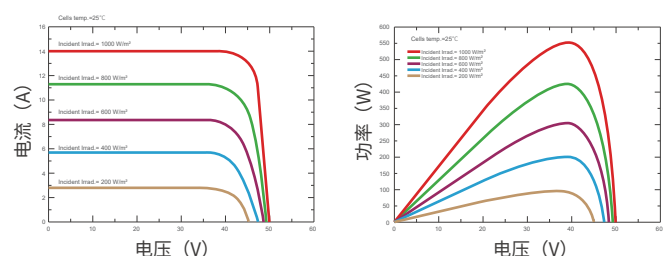 Cells temp.=25℃
16
14
12
10
8
6
4
2
0
Incident Irrad.= 1000 W/m²
Incident Irrad.= 800 W/m²
Incident Irrad.= 600 W/m²
Incident Irrad.= 400 W/m²
Incident Irrad.= 200 W/m²
电流（A）
0 10 20 30 40 50 60
电压（V）
600
550
500
450
400
350
300
250
200
150
100
50
0
Cells temp.=25℃
Incident Irrad.= 1000 W/m²
Incident Irrad.= 800 W/m²
Incident Irrad.= 600 W/m²
Incident Irrad.= 400 W/m²
Incident Irrad.= 200 W/m²
功率（W）
0 10 20 30 40 50 60
电压（V）